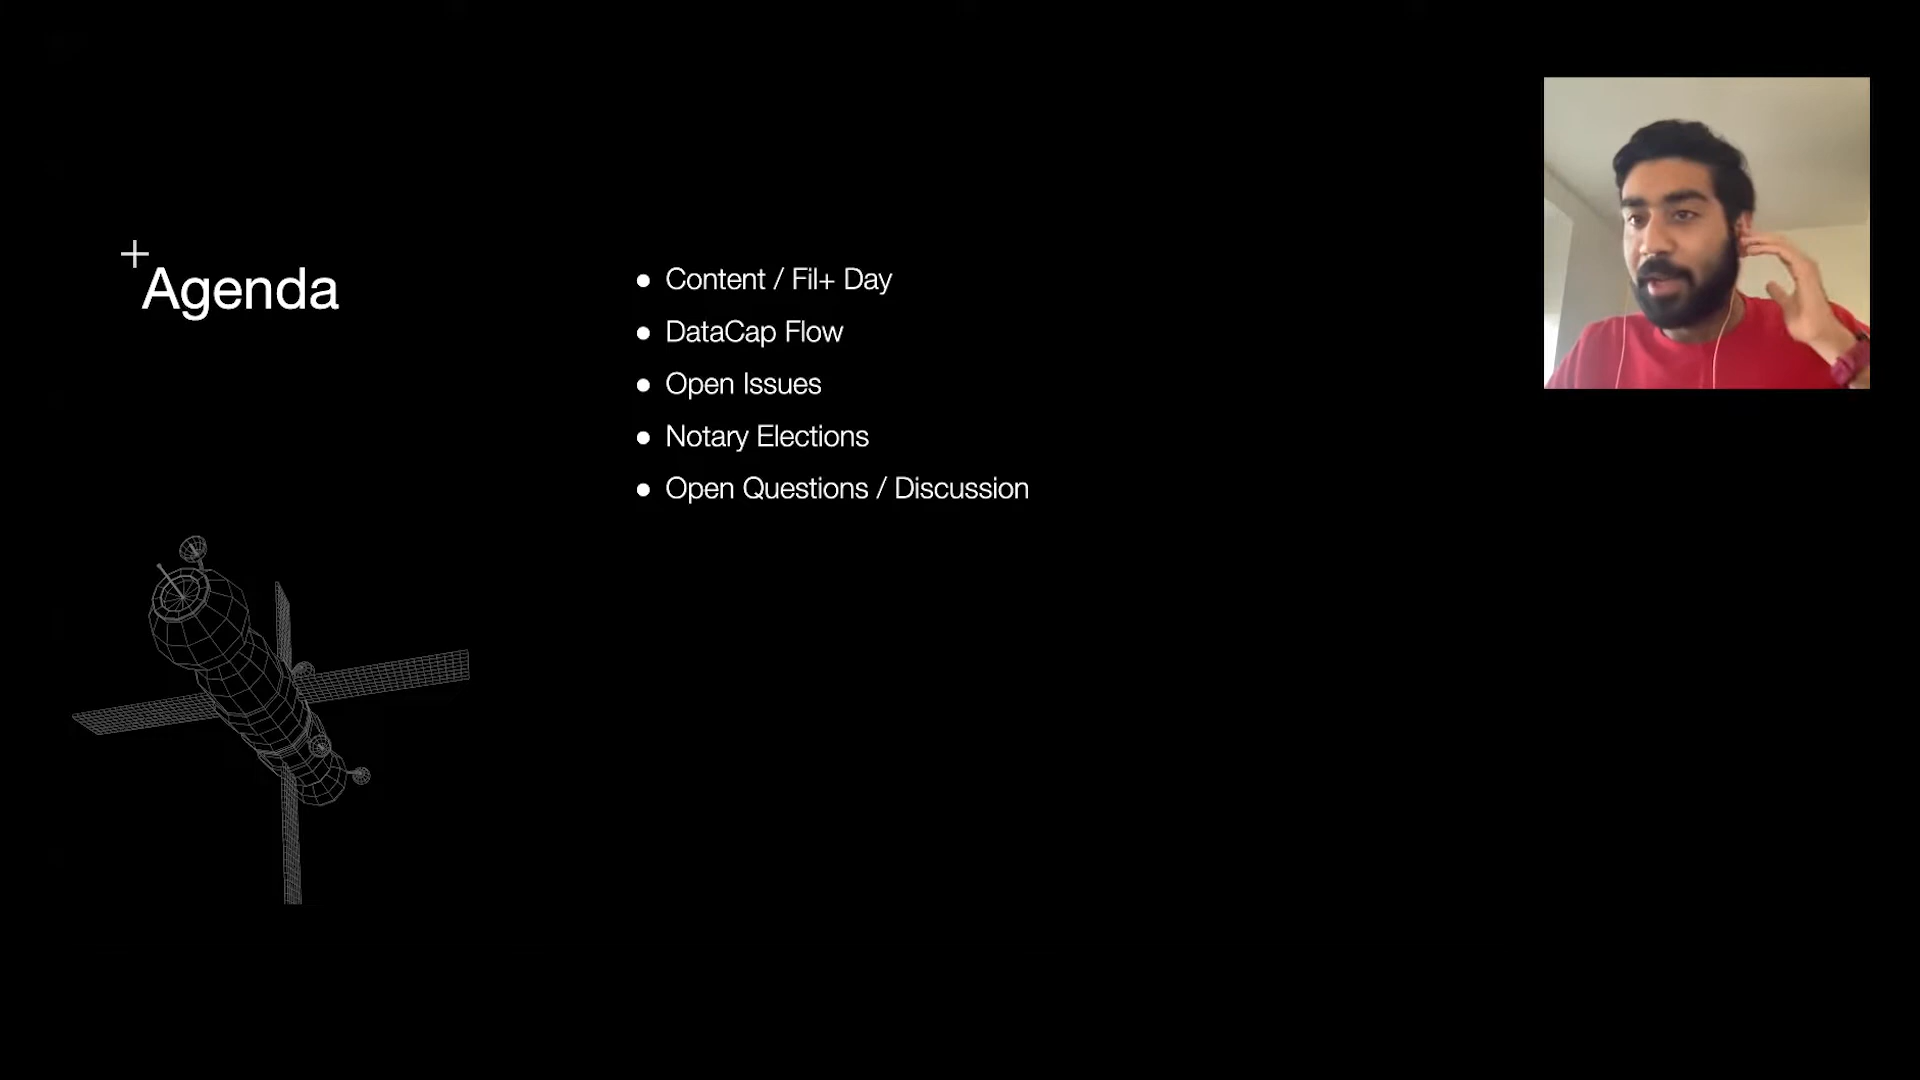 Agenda
● Content / Fil+ Day
● DataCap Flow
● Open Issues
● Notary Elections
● Open Questions / Discussion